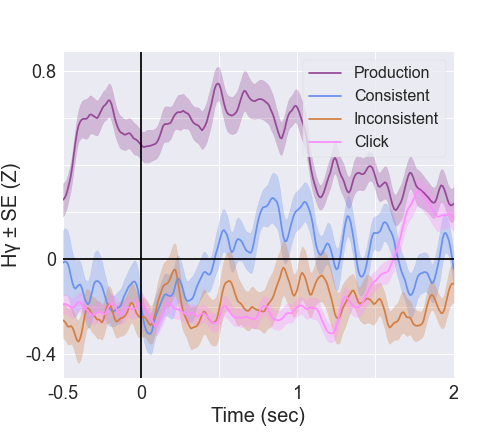 Hγ ± SE (Z)
0.8
0
-0.4
Production
Consistent
Inconsistent
Click
-0.5 0 1 2
Time (sec)